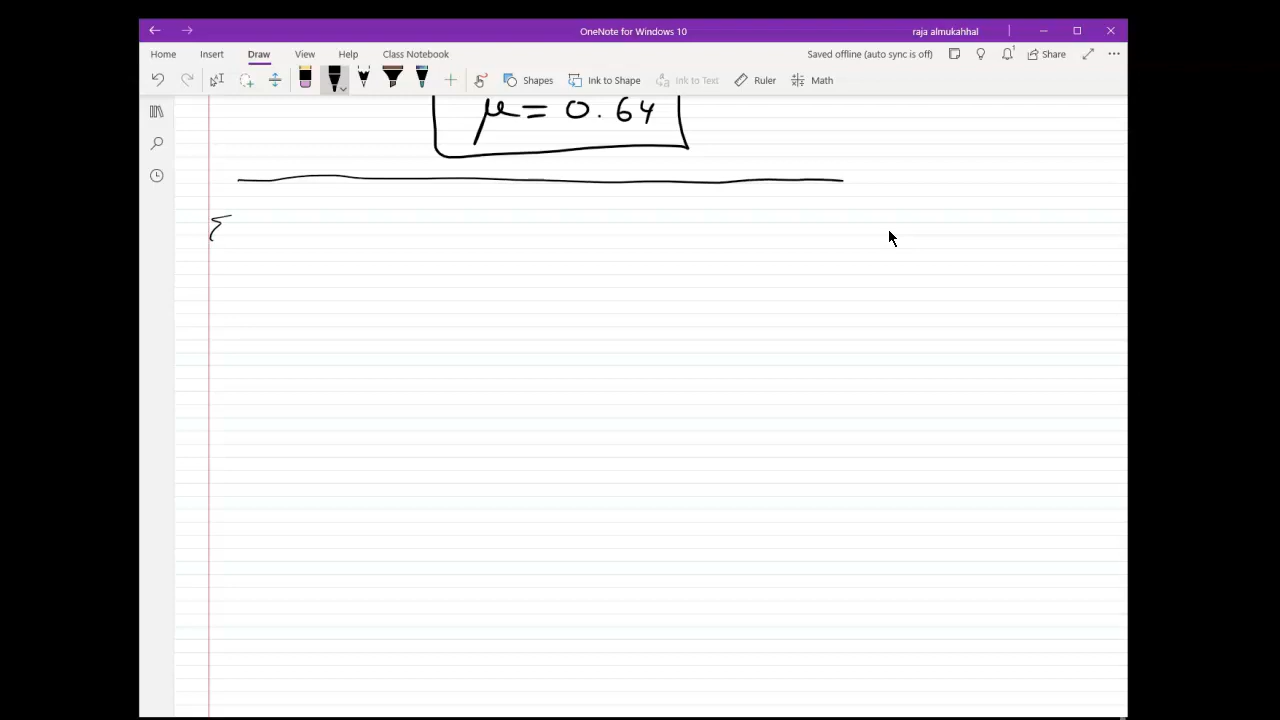 OneNote for Windows 10
raja almukahhal
Home Insert Draw View Help Class Notebook
Saved offline (auto sync is off)
1
Share
Shapes
Ink to Shape
Ink to Text
Ruler
Math
μ = 0.64